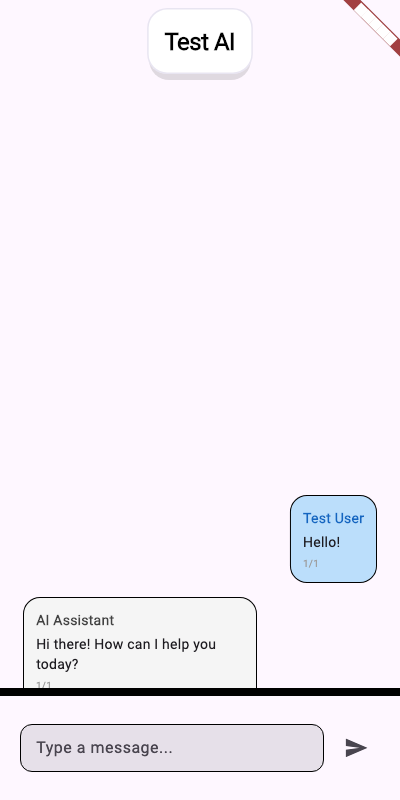 Test AI
Test User
Hello!
1/1
AI Assistant
Hi there! How can I help you
today?
1/1
Type a message...